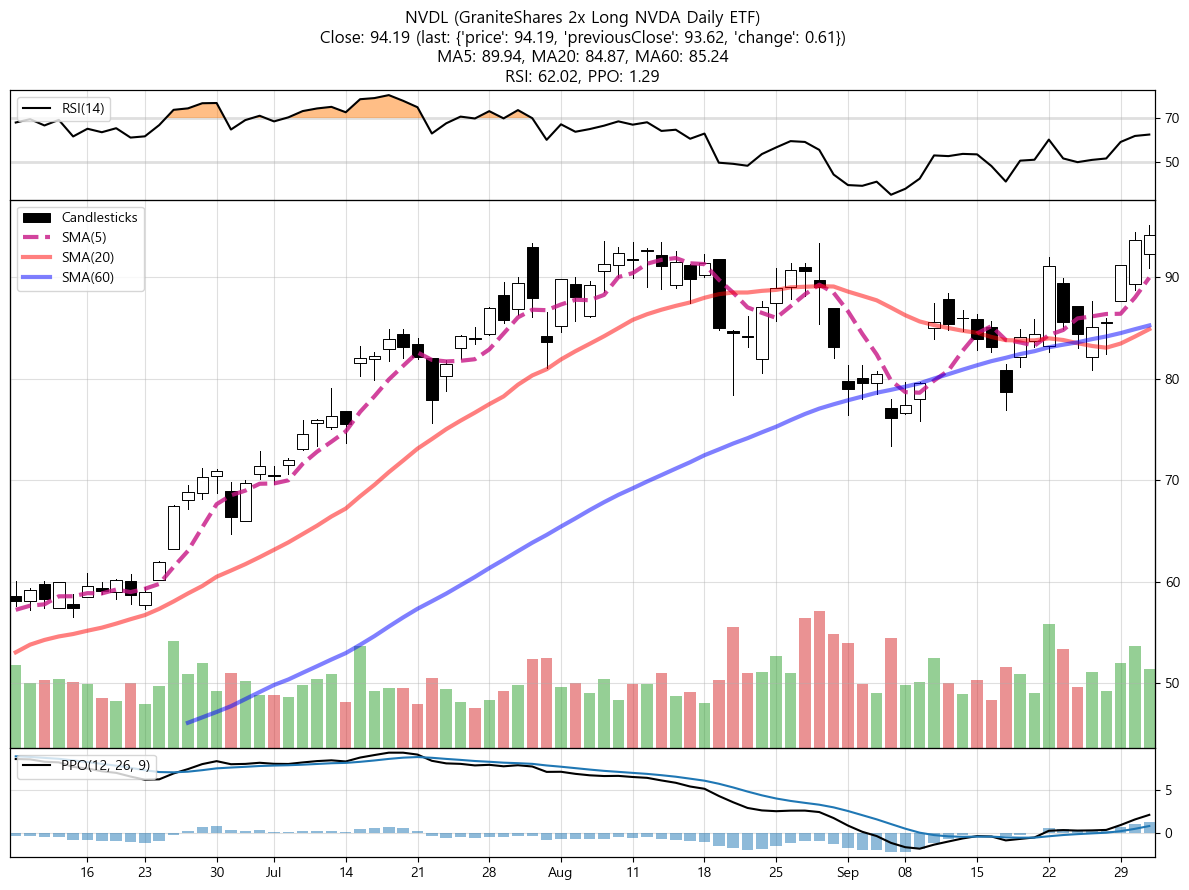 NVDL (GraniteShares 2x Long NVDA Daily ETF)
Close: 94.19 (last: {'price': 94.19, 'previousClose': 93.62, 'change': 0.61})
MA5: 89.94, MA20: 84.87, MA60: 85.24
RSI: 62.02, PPO: 1.29
RSI(14)
70
50
Candlesticks
SMA(5)
SMA(20)
SMA(60)
90
80
70
60
50
PPO(12, 26, 9)
5
0
16 23 30 Jul 14 21 28 Aug 11 18 25 Sep 08 15 22 29